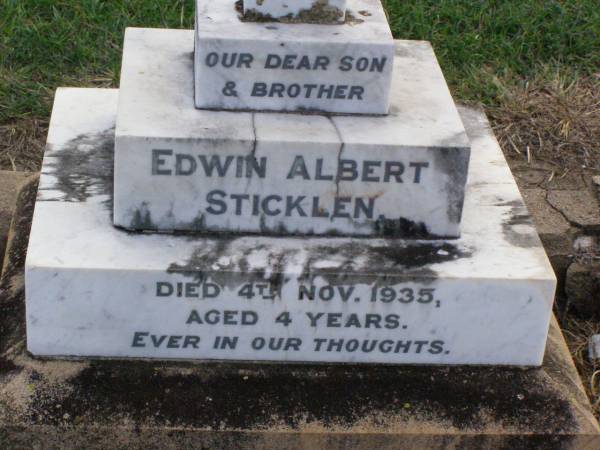 OUR DEAR SON
& BROTHER
EDWIN ALBERT
STICKLEN.
DIED 4TH NOV. 1935,
AGED 4 YEARS.
EVER IN OUR THOUGHTS.